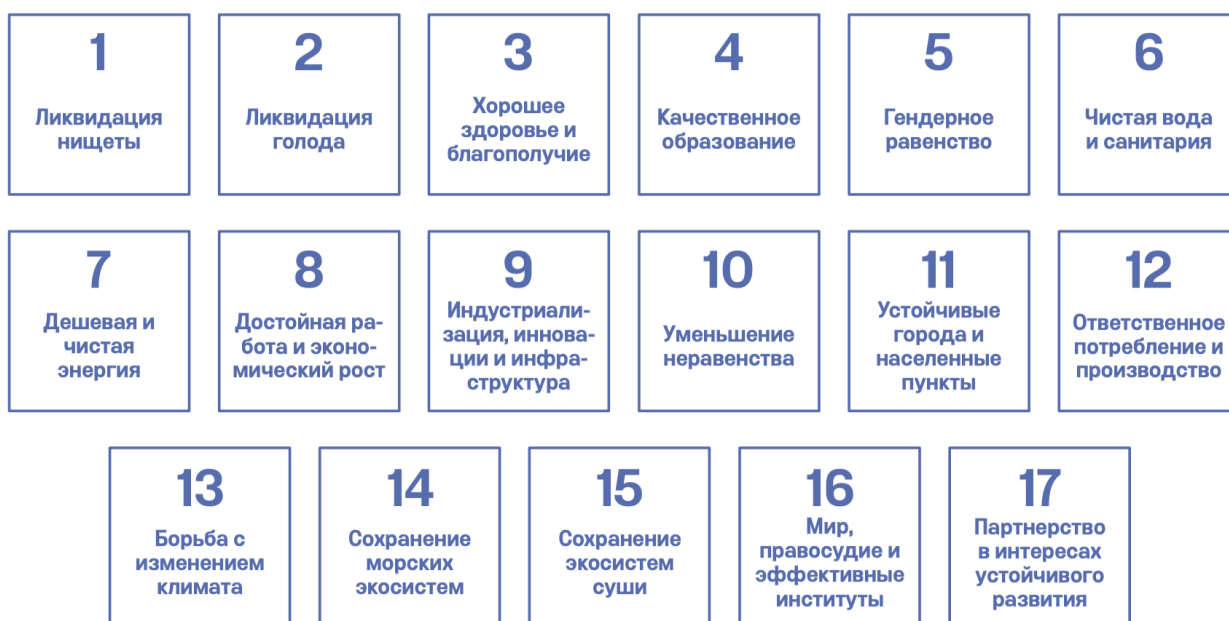 1
Ликвидация
нищеты
2
Ликвидация
голода
3
Хорошее
здоровье и
благополучие
4
Качественное
образование
5
Гендерное
равенство
6
Чистая вода
и санитария
7
Дешевая и
чистая
энергия
8
Достойная ра-
бота и эконо-
мический рост
9
Индустриали-
зация, иннова-
ции и инфра-
структура
10
Уменьшение
неравенства
11
Устойчивые
города и
населенные
пункты
12
Ответственное
потребление и
производство
13
Борьба с
изменением
климата
14
Сохранение
морских
экосистем
15
Сохранение
экосистем
суши
16
Мир,
правосудие и
эффективные
институты
17
Партнерство
в интересах
устойчивого
развития